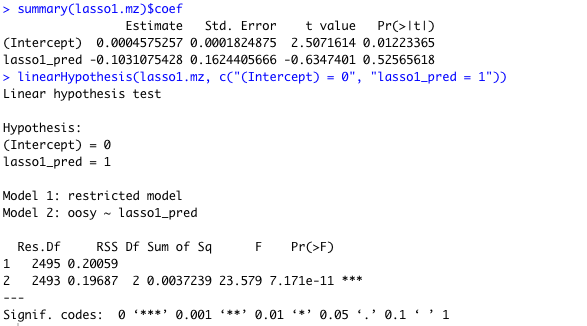 > summary(lasso1.mz)$coef
Estimate Std. Error t value Pr(>|t|)
(Intercept) 0.0004575257 0.0001824875 2.5071614 0.01223365
lasso1_pred -0.1031075428 0.1624405666 -0.6347401 0.52565618
> linearHypothesis(lasso1.mz, c("(Intercept) = 0", "lasso1_pred = 1"))
Linear hypothesis test
Hypothesis:
(Intercept) = 0
lasso1_pred = 1
Model 1: restricted model
Model 2: oosy ~ lasso1_pred
Res.Df RSS Df Sum of Sq F Pr(>F)
1 2495 0.20059
2 2493 0.19687 2 0.0037239 23.579 7.171e-11 ***
---
Signif. codes: 0 ‘***’ 0.001 ‘**’ 0.01 ‘*’ 0.05 ‘.’ 0.1 ‘ ’ 1